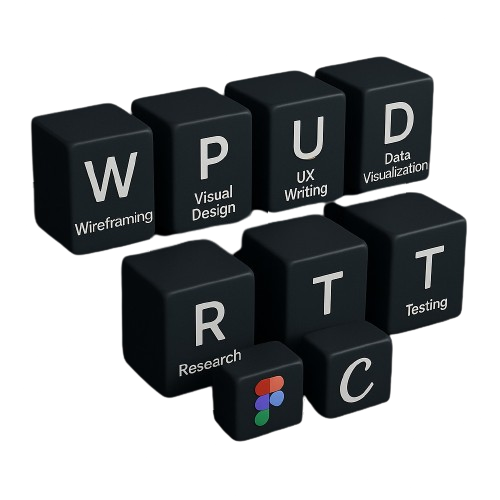 W
Wireframing
P
Visual
Design
U
UX
Writing
D
Data
Visualization
R
Research
T
T
Testing
C